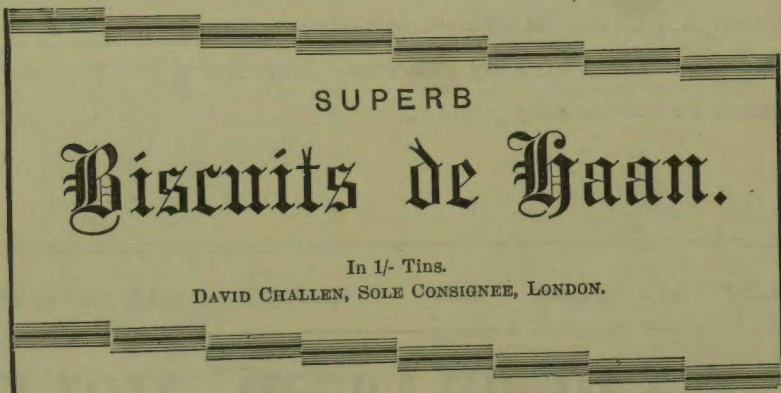 SUPERB
Biscuits de Haan.
In 1/- Tins.
DAVID CHALLEN, SOLE CONSIGNEE, LONDON.